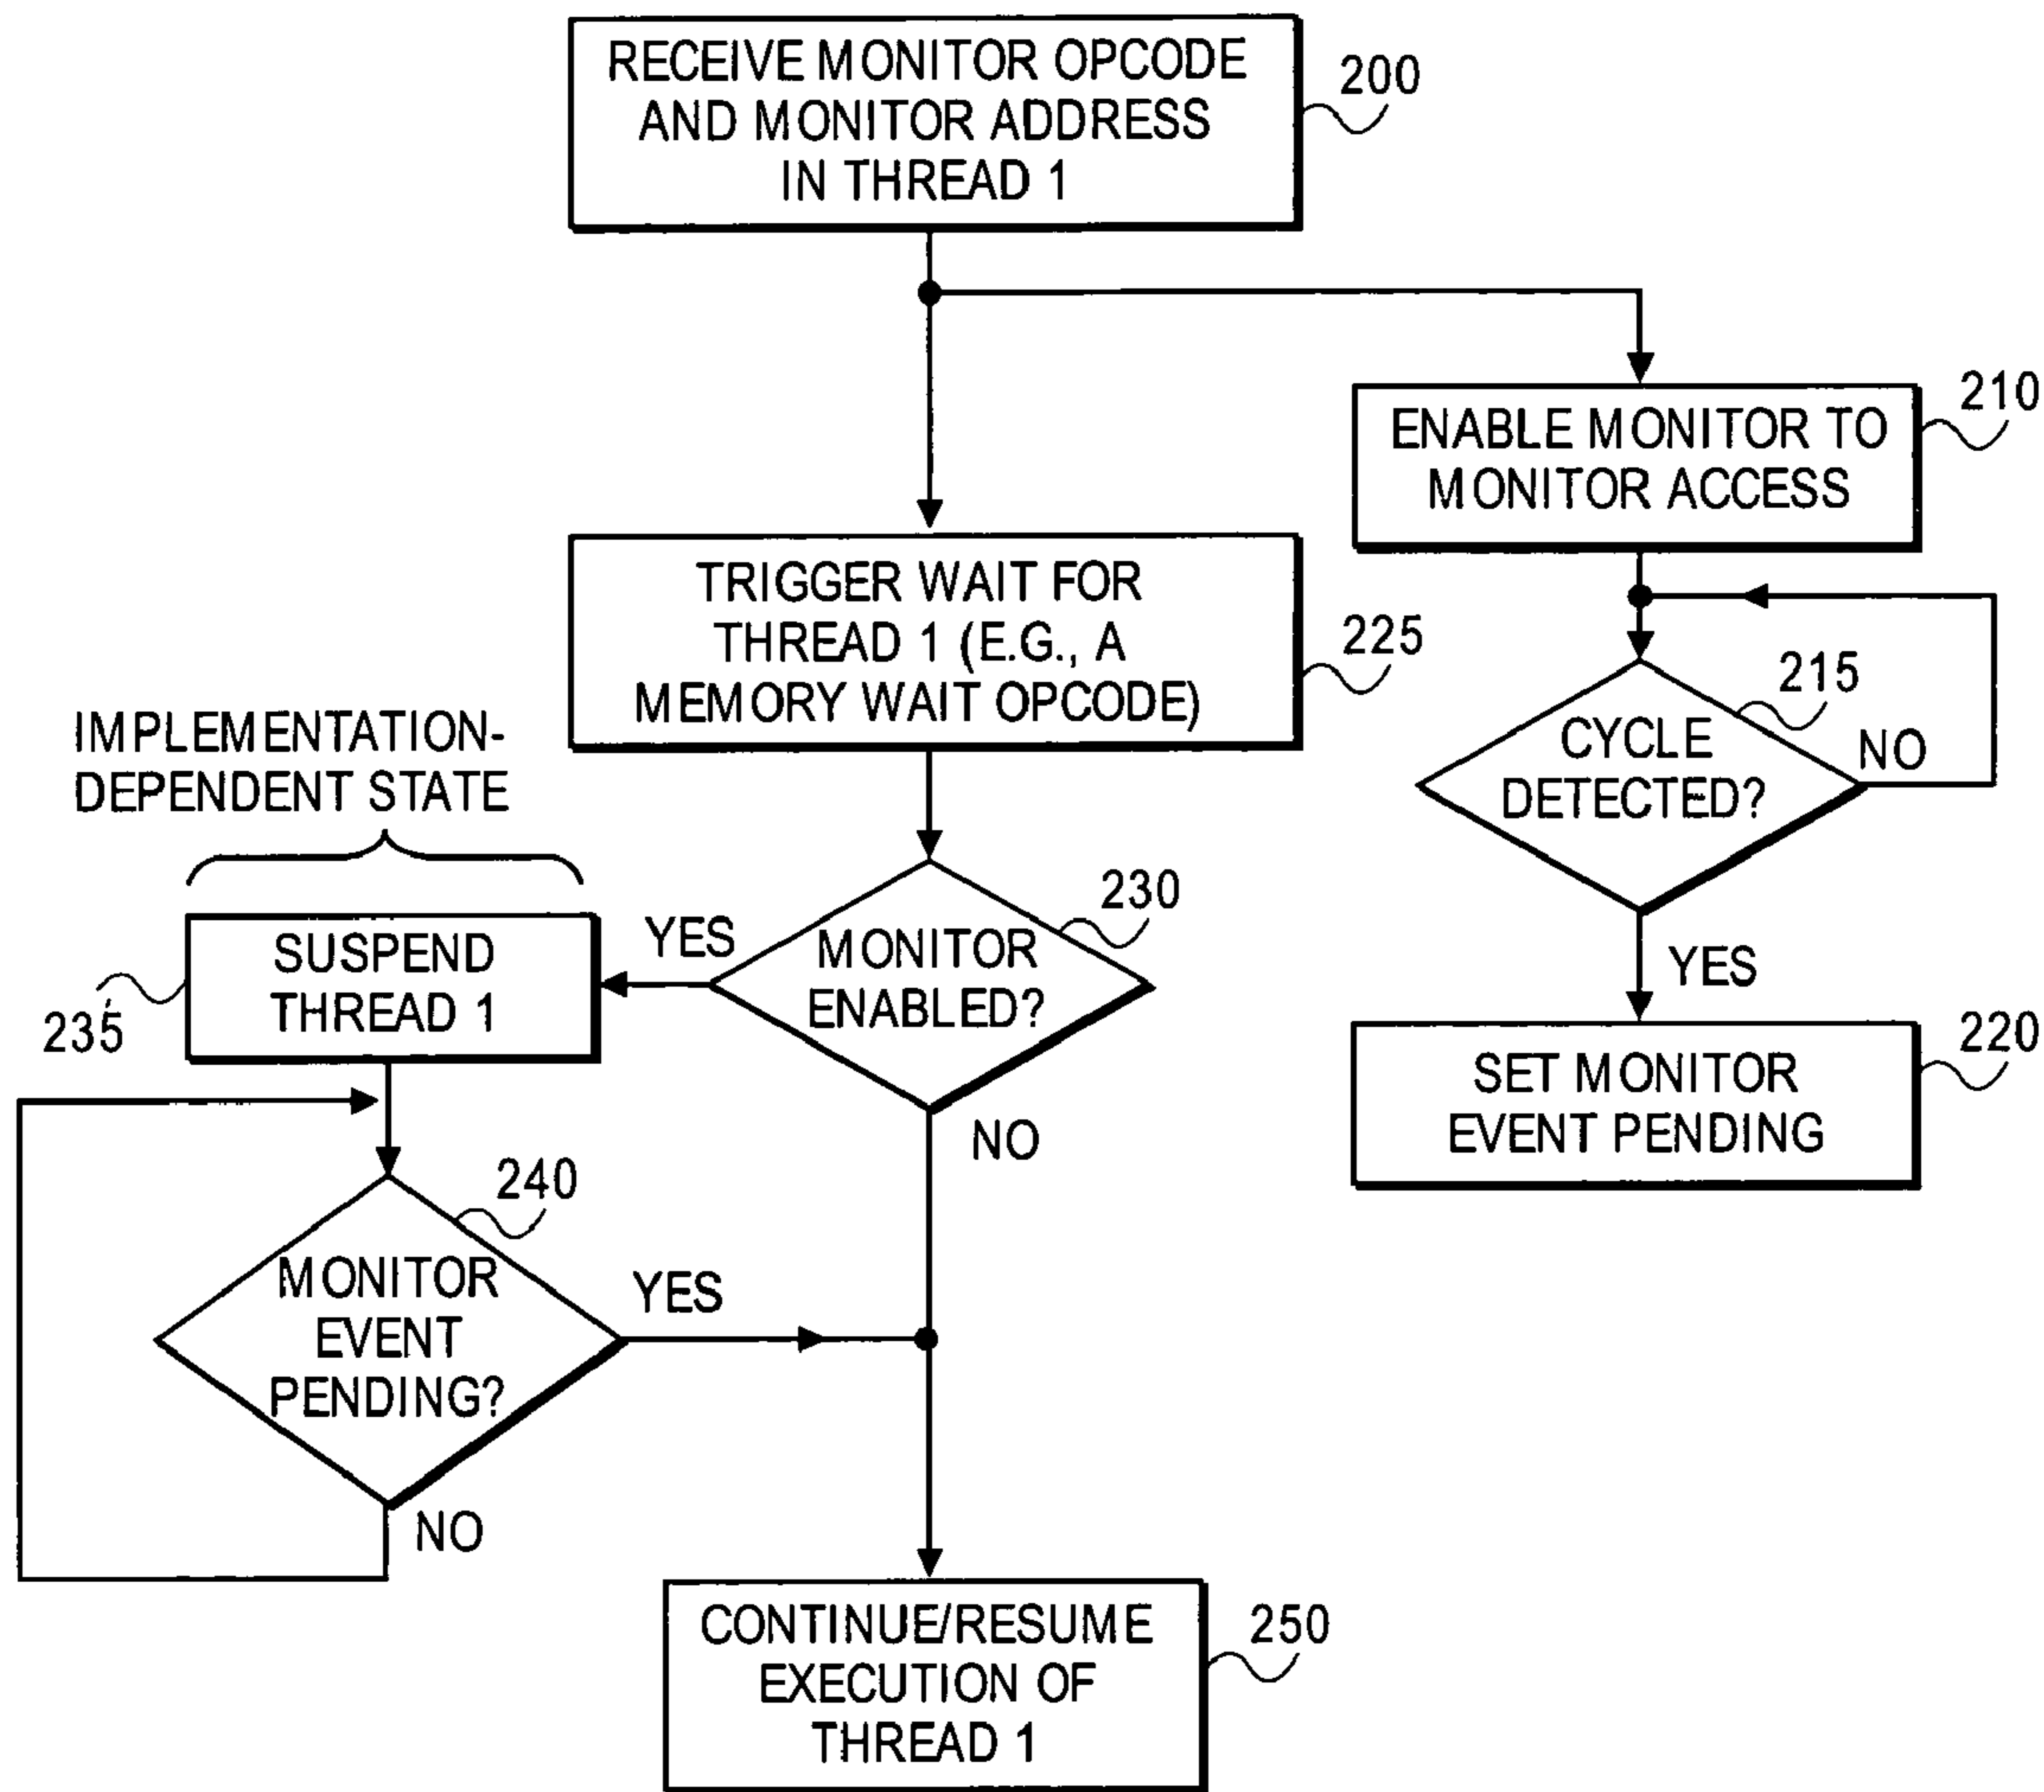 RECEIVE MONITOR OPCODE
AND MONITOR ADDRESS
IN THREAD 1
200
ENABLE MONITOR TO
MONITOR ACCESS
210
TRIGGER WAIT FOR
THREAD 1 (E.G., A
MEMORY WAIT OPCODE)
225
CYCLE
DETECTED?
215
NO
YES
IMPLEMENTATION-
DEPENDENT STATE
SUSPEND
THREAD 1
235
YES
MONITOR
ENABLED?
230
NO
SET MONITOR
EVENT PENDING
220
MONITOR
EVENT
PENDING?
240
YES
NO
CONTINUE/RESUME
EXECUTION OF
THREAD 1
250